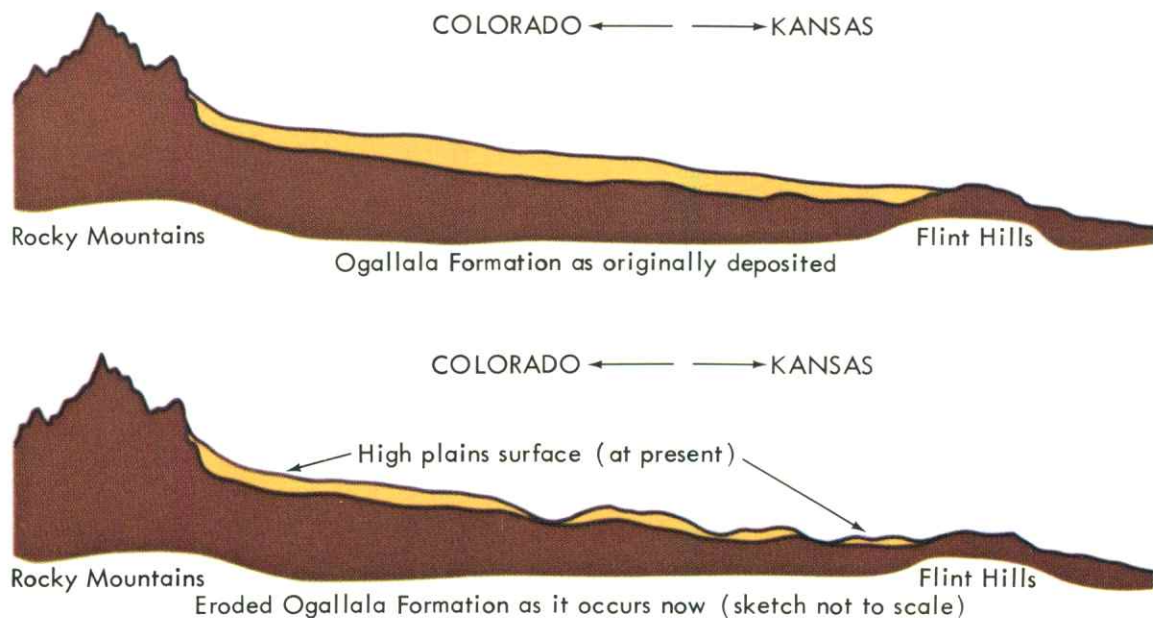 COLORADO ← → KANSAS
Rocky Mountains
Flint Hills
Ogallala Formation as originally deposited
COLORADO ← → KANSAS
High plains surface (at present)
Rocky Mountains
Flint Hills
Eroded Ogallala Formation as it occurs now (sketch not to scale)